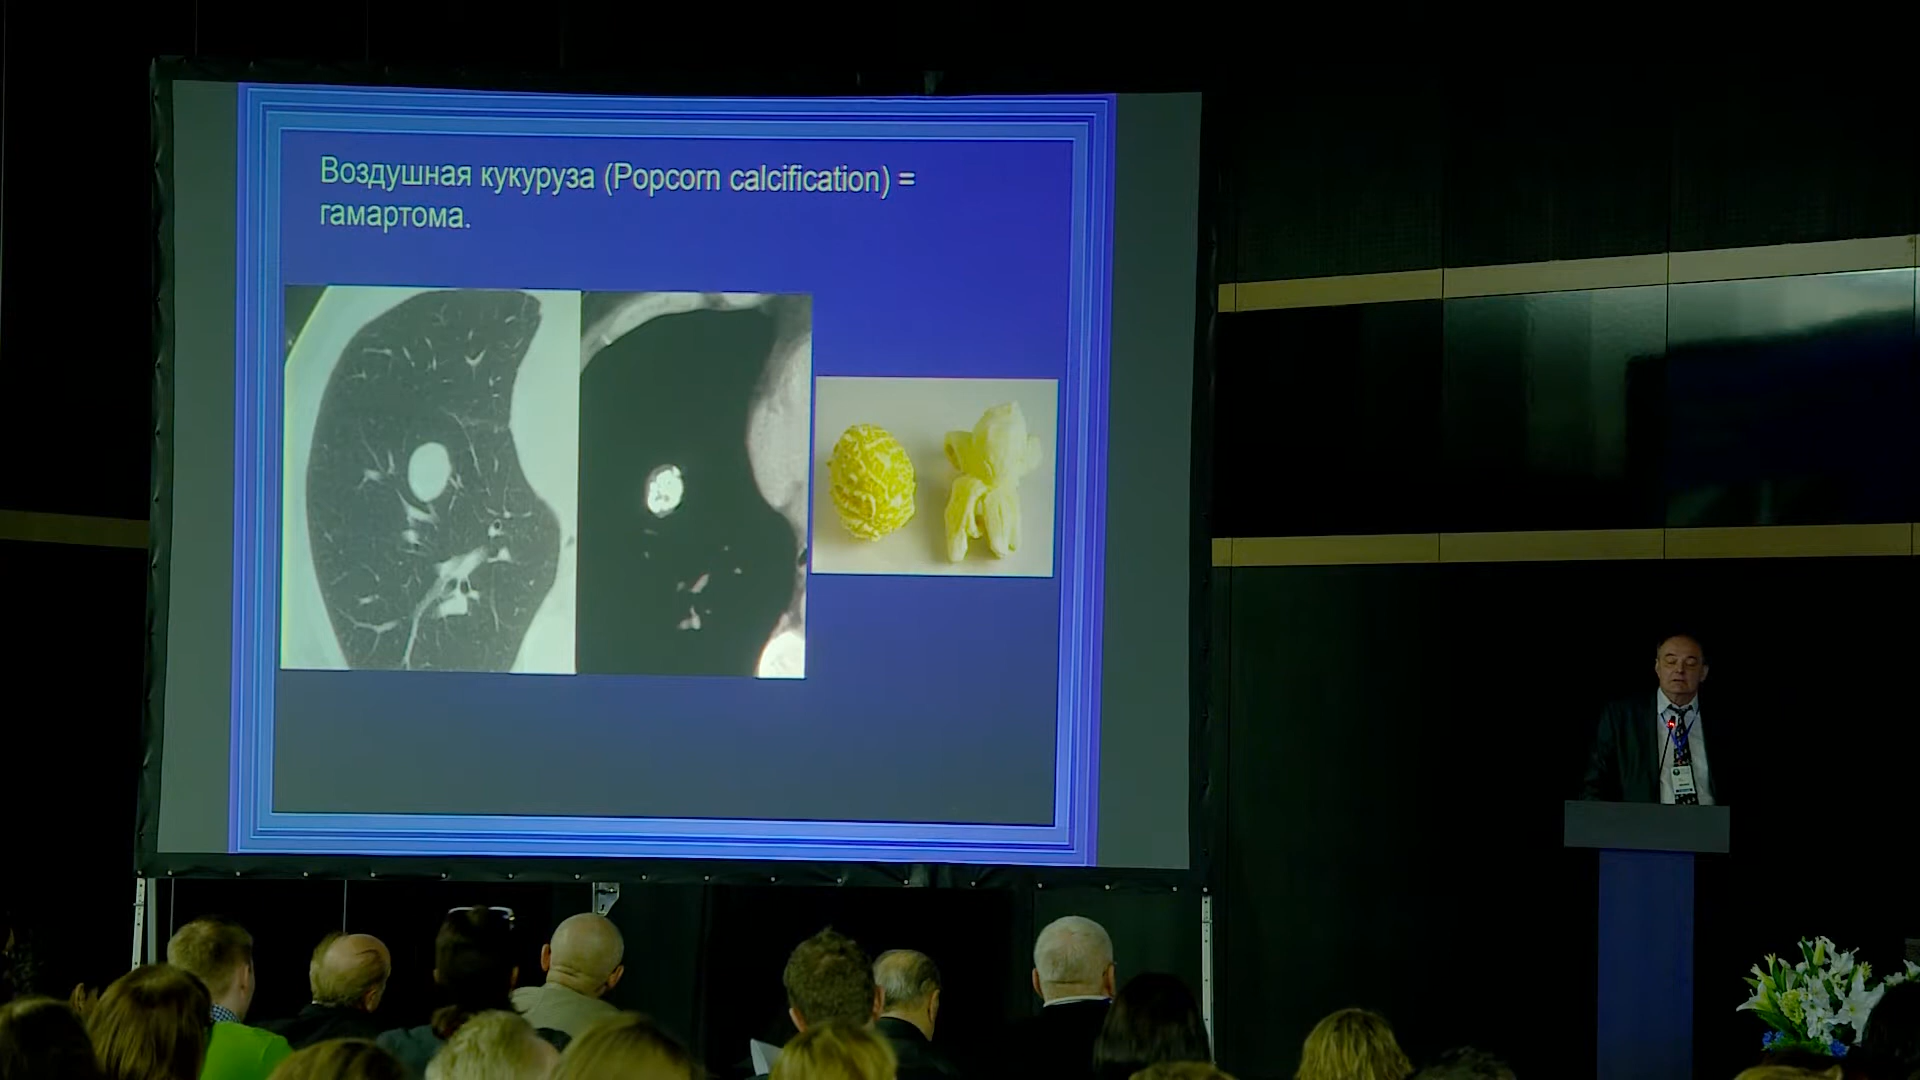 Воздушная кукуруза (Popcorn calcification) =
гамартома.